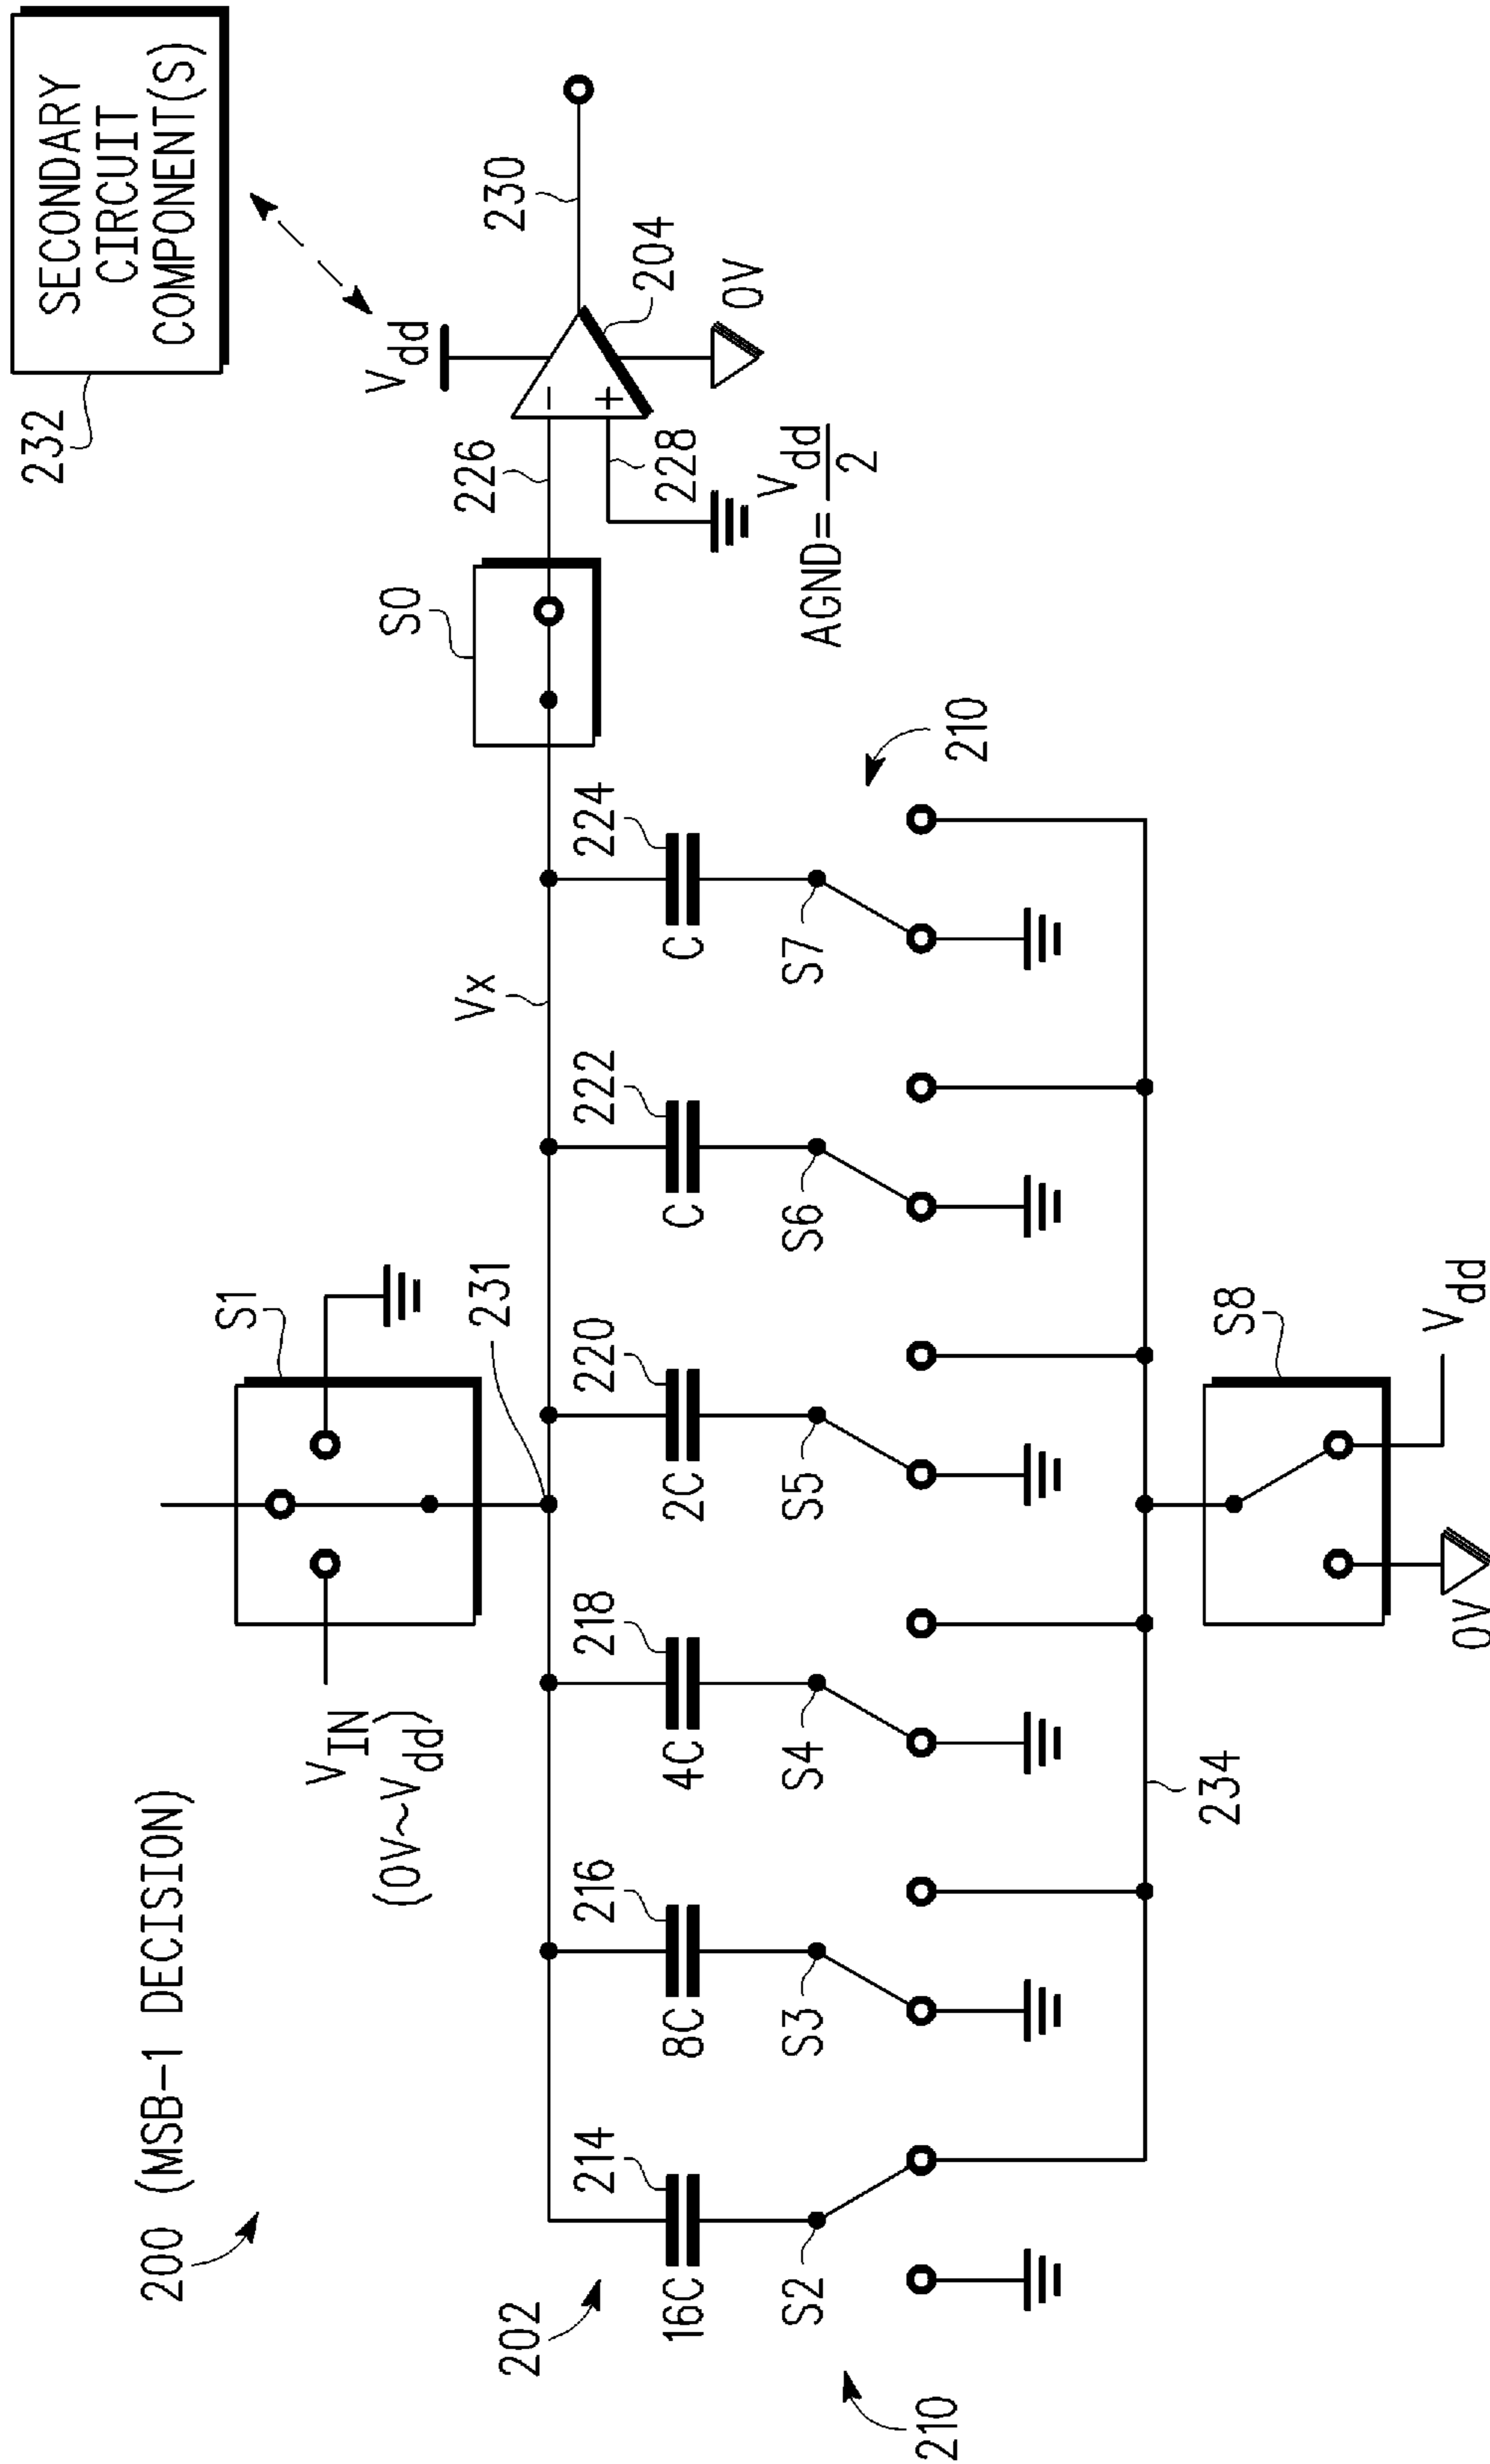 200 (MSB-1 DECISION)
232
SECONDARY
CIRCUIT
COMPONENT(S)
S1
VIN
(0V~Vdd)
231
Vx
S0
226
Vdd
230
204
0V
228
AGND=Vdd/2
202
214
216
218
220
222
224
16C
8C
4C
2C
C
C
S2
S3
S4
S5
S6
S7
210
210
234
S8
0V
Vdd